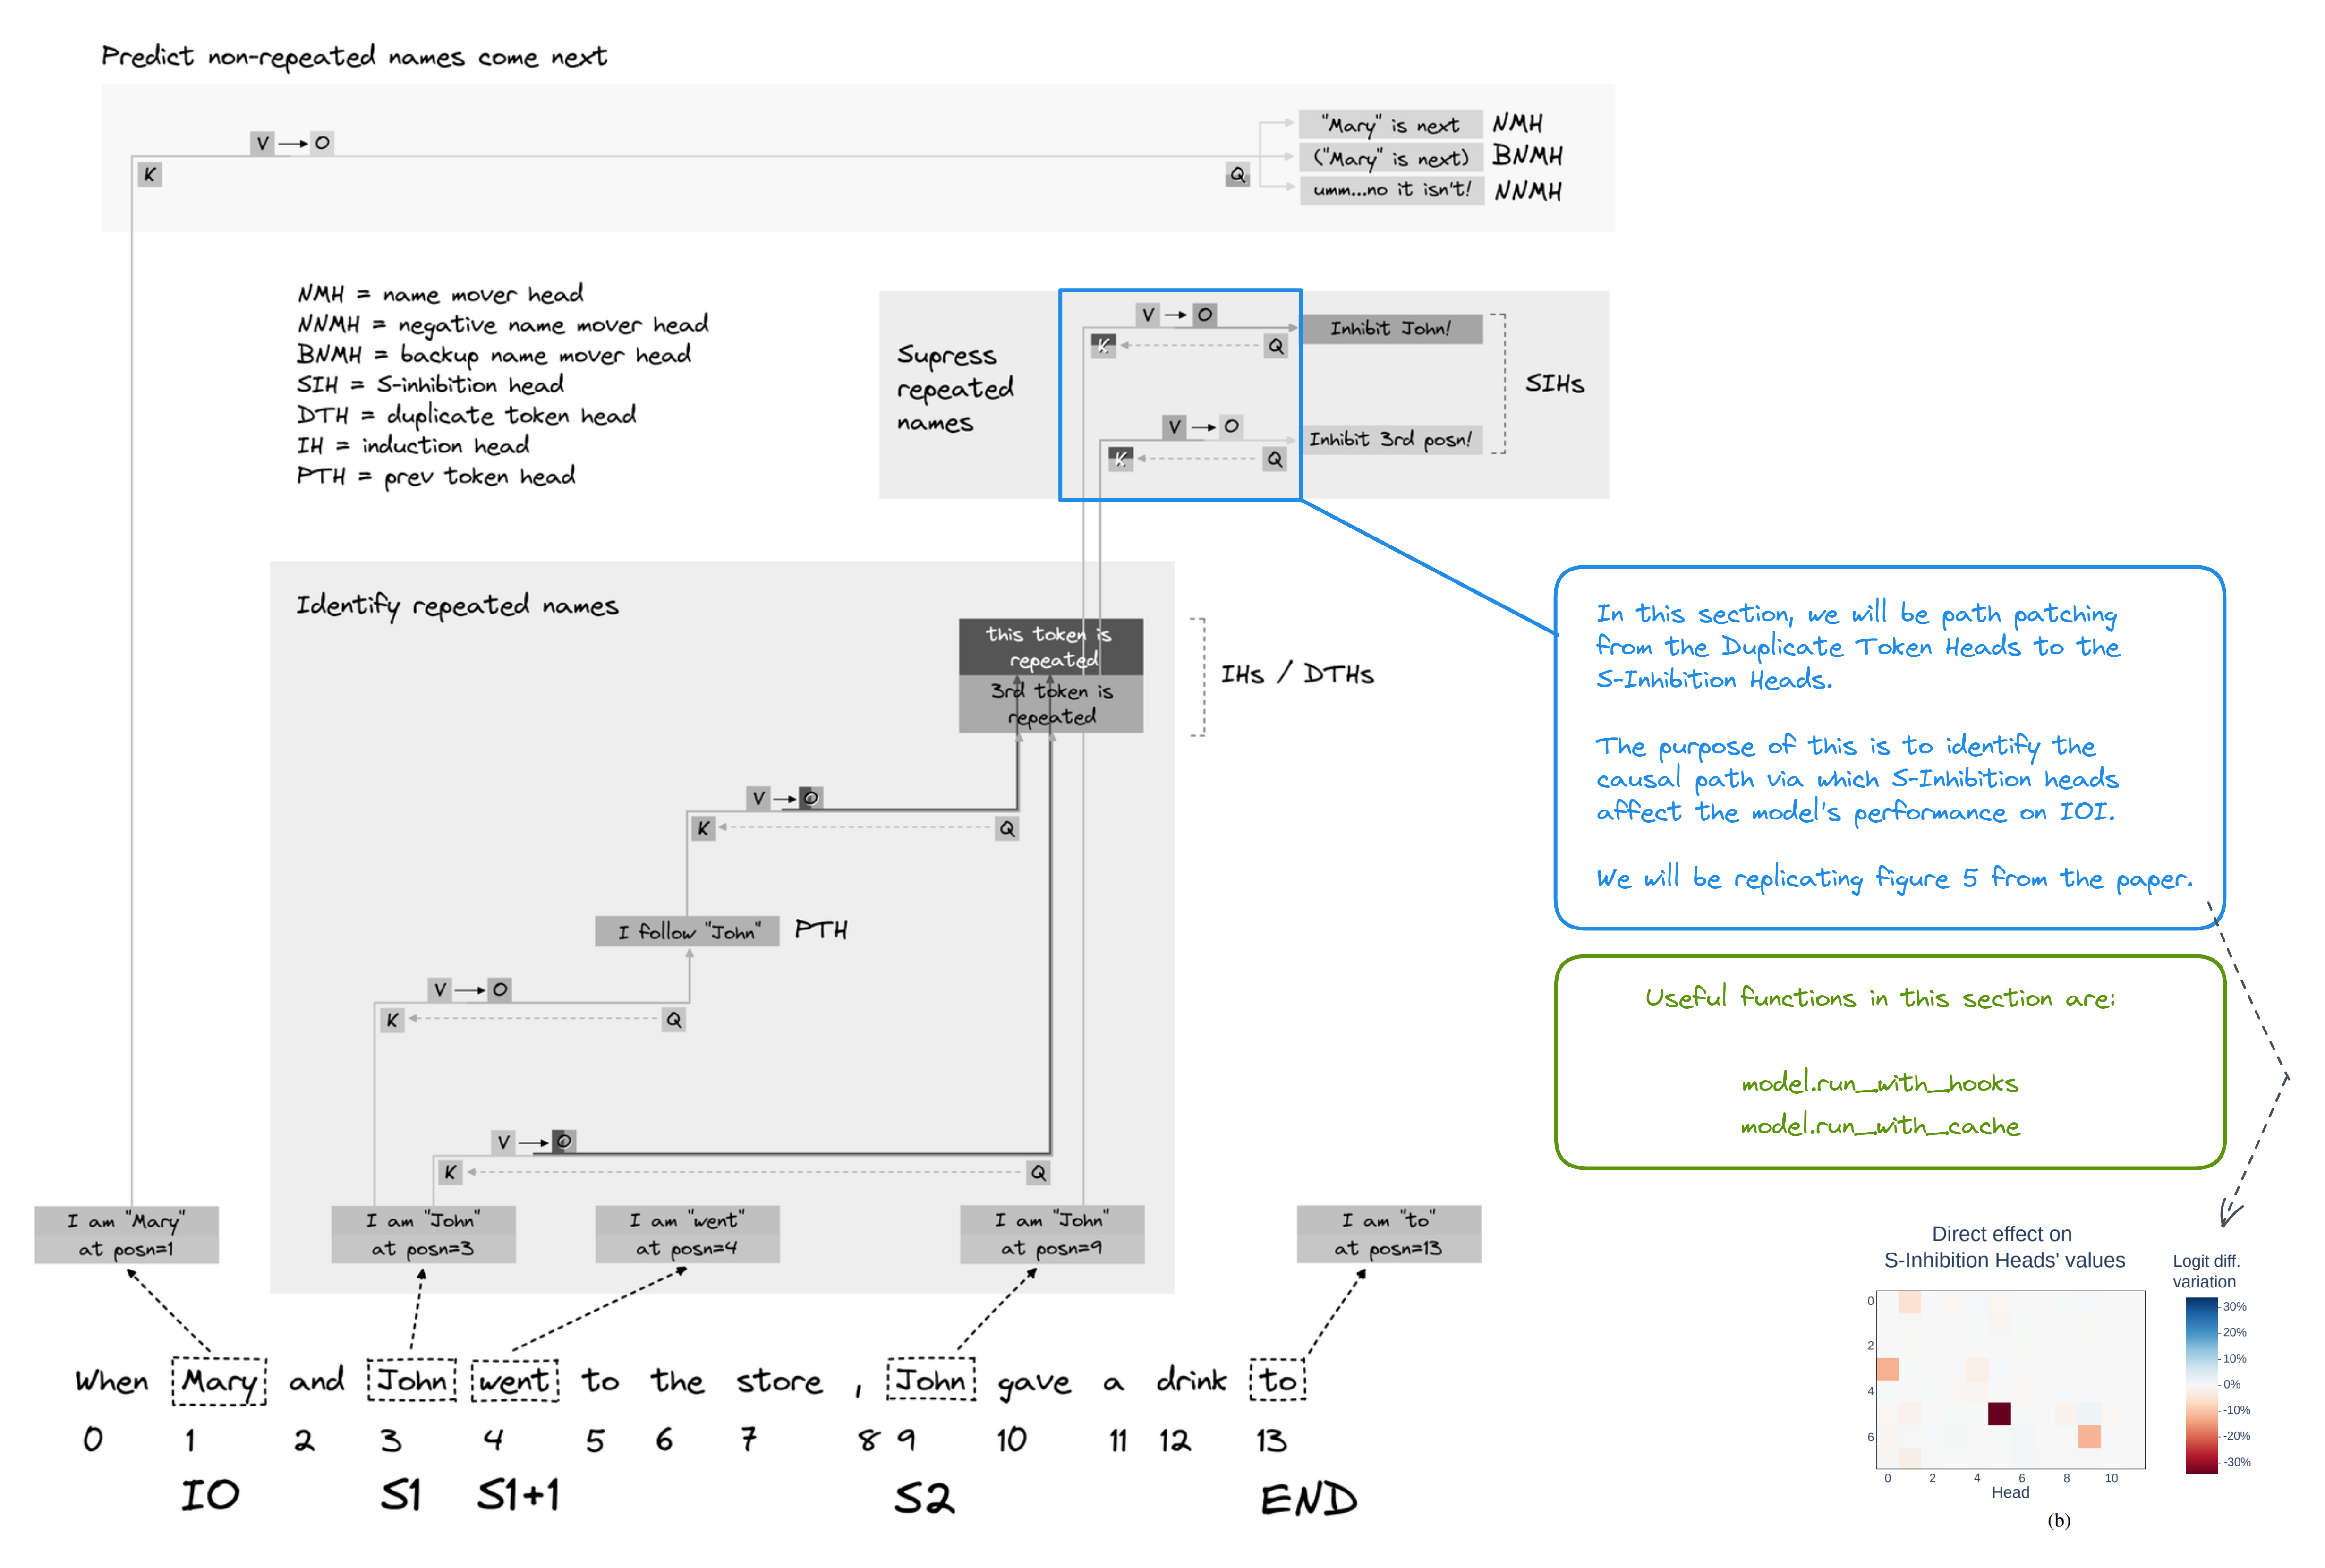 Predict non-repeated names come next
V → O
K
Q
"Mary" is next NMH
("Mary" is next) BNMH
umm...no it isn't! NNMH
NMH = name mover head
NNMH = negative name mover head
BNMH = backup name mover head
SIH = S-inhibition head
DTH = duplicate token head
IH = induction head
PTH = prev token head
Supress
repeated
names
V → O
K
Q
Inhibit John!
V → O
K
Q
Inhibit 3rd posn!
SIHs
Identify repeated names
this token is
repeated
3rd token is
repeated
IHs / DTHs
V → O
K
Q
I follow "John" PTH
V → O
K
Q
V → O
K
Q
I am "Mary"
at posn=1
I am "John"
at posn=3
I am "went"
at posn=4
I am "John"
at posn=9
I am "to"
at posn=13
When Mary and John went to the store , John gave a drink to
0 1 2 3 4 5 6 7 8 9 10 11 12 13
IO S1 S1+1 S2 END
In this section, we will be path patching
from the Duplicate Token Heads to the
S-Inhibition Heads.
The purpose of this is to identify the
causal path via which S-Inhibition heads
affect the model's performance on IOI.
We will be replicating figure 5 from the paper.
Useful functions in this section are:
model.run_with_hooks
model.run_with_cache
Direct effect on
S-Inhibition Heads' values
Logit diff.
variation
0
2
4
6
0 2 4 6 8 10
Head
30%
20%
10%
0%
-10%
-20%
-30%
(b)